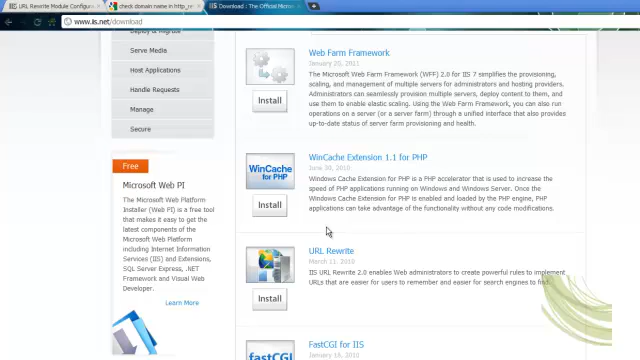 URL Rewrite Module Configur
check domain name in http_re
Download : The Official Micros
www.iis.net/download
Deploy & Migrate
Serve Media
Host Applications
Handle Requests
Manage
Secure
Free
Microsoft Web PI
The Microsoft Web Platform
Installer (Web PI) is a free tool
that makes it easy to get the
latest components of the
Microsoft Web Platform
including Internet Information
Services (IIS) and Extensions,
SQL Server Express, .NET
Framework and Visual Web
Developer.
Learn More
Web Farm Framework
January 20, 2011
The Microsoft Web Farm Framework (WFF) 2.0 for IIS 7 simplifies the provisioning,
scaling, and management of multiple servers for administrators and hosting providers.
Administrators can seamlessly provision multiple servers, deploy content to them, and
use them to enable elastic scaling. Using the Web Farm Framework, you can also run
operations on a server (or a server farm) through a unified interface that also provides
up-to-date status of server farm provisioning and health.
Install
WinCache Extension 1.1 for PHP
June 30, 2010
WinCache
for PHP
Windows Cache Extension for PHP is a PHP accelerator that is used to increase the
speed of PHP applications running on Windows and Windows Server. Once the
Windows Cache Extension for PHP is enabled and loaded by the PHP engine, PHP
applications can take advantage of the functionality without any code modifications.
Install
URL Rewrite
March 11, 2010
IIS URL Rewrite 2.0 enables Web administrators to create powerful rules to implement
URLs that are easier for users to remember and easier for search engines to find.
Install
FastCGI for IIS
January 19, 2010
fastCGI